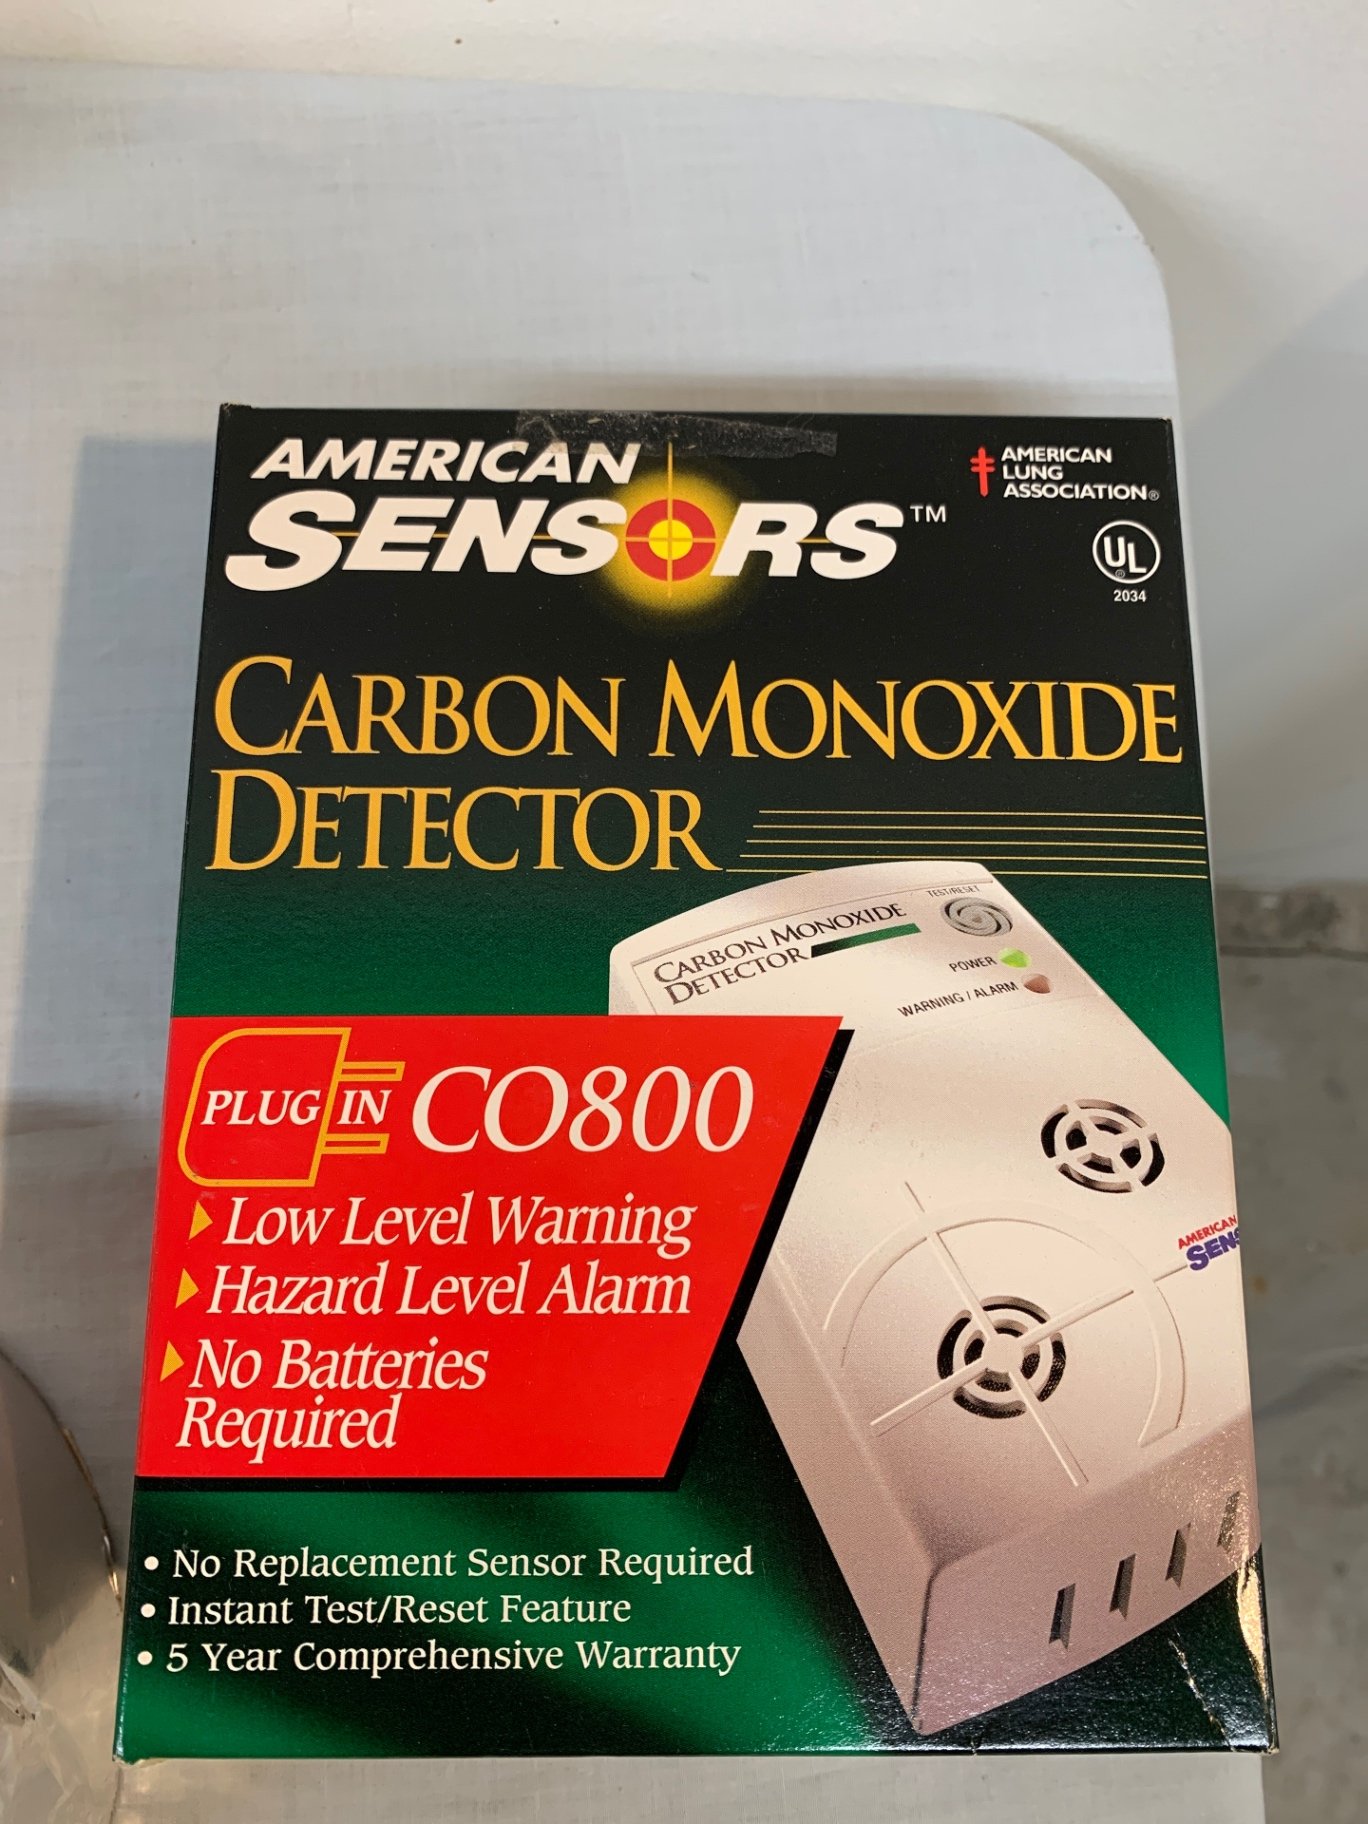 AMERICAN
SENSORS™
AMERICAN
LUNG
ASSOCIATION®
UL
®
2034
CARBON MONOXIDE
DETECTOR
TEST/RESET
CARBON MONOXIDE
DETECTOR
POWER
WARNING / ALARM
PLUG IN CO800
Low Level Warning
Hazard Level Alarm
No Batteries
Required
AMERICAN
SENS
• No Replacement Sensor Required
• Instant Test/Reset Feature
• 5 Year Comprehensive Warranty